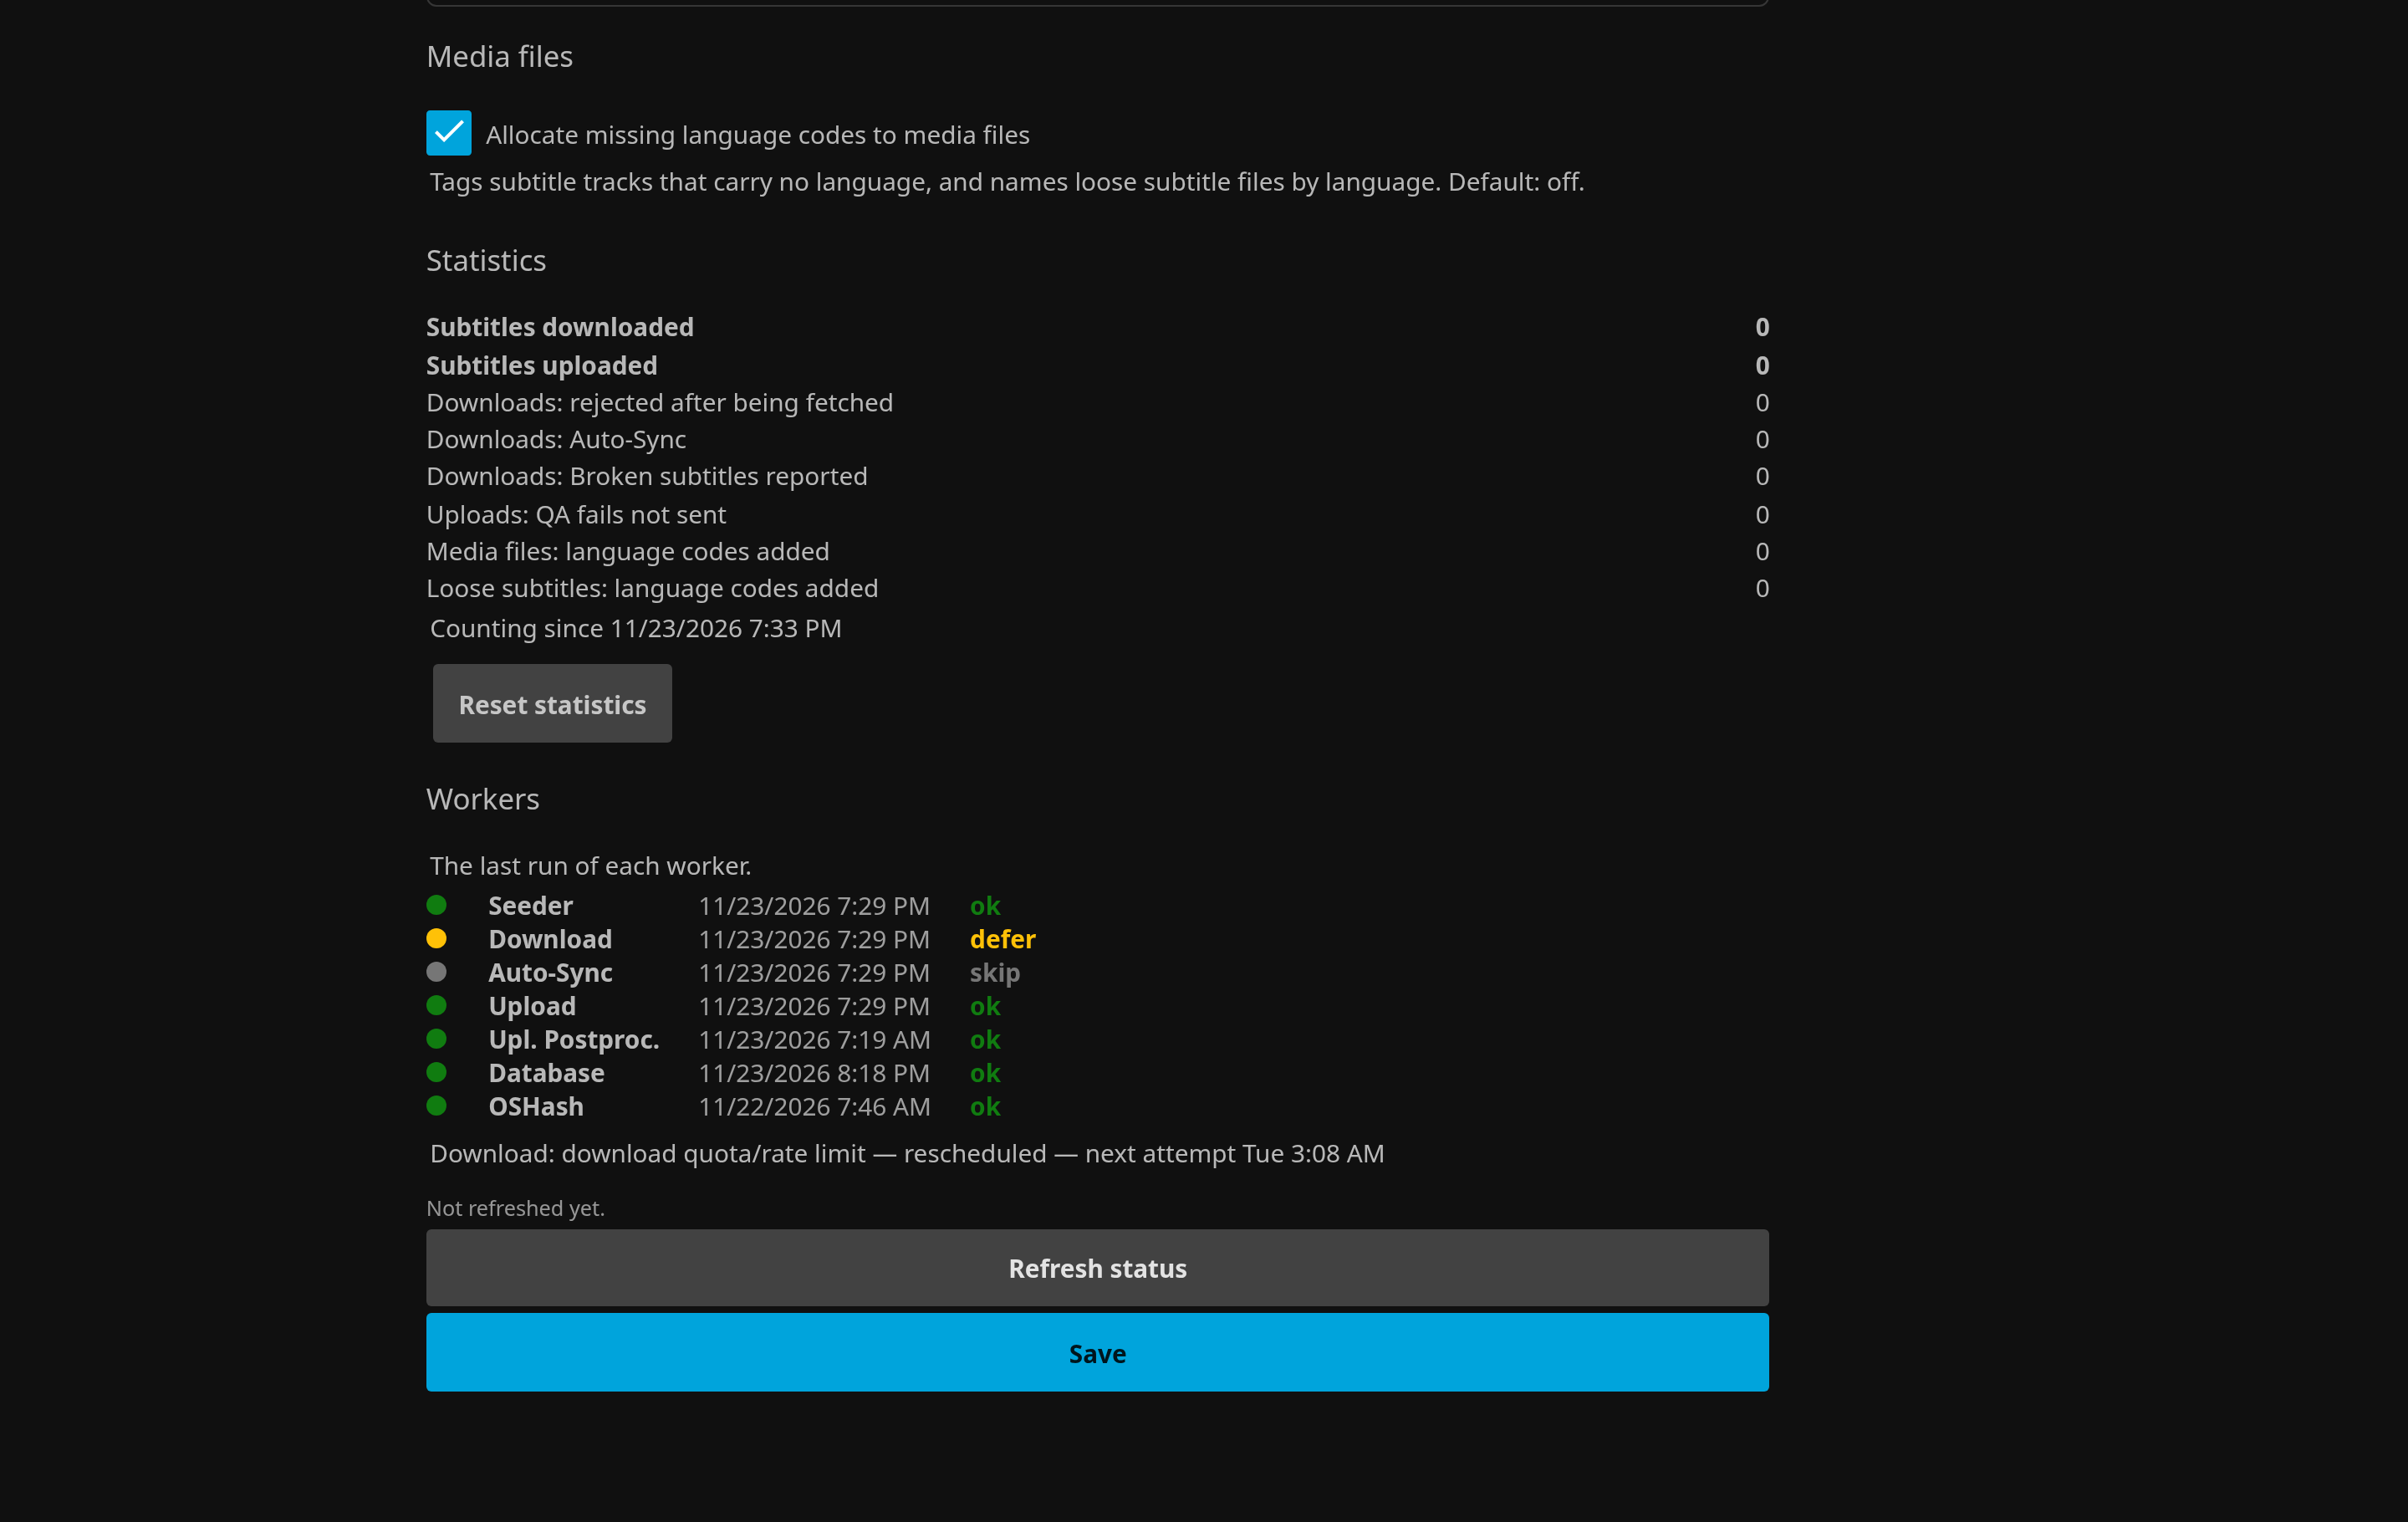 Media files
Allocate missing language codes to media files
Tags subtitle tracks that carry no language, and names loose subtitle files by language. Default: off.
Statistics
Subtitles downloaded 0
Subtitles uploaded 0
Downloads: rejected after being fetched 0
Downloads: Auto-Sync 0
Downloads: Broken subtitles reported 0
Uploads: QA fails not sent 0
Media files: language codes added 0
Loose subtitles: language codes added 0
Counting since 11/23/2026 7:33 PM
Reset statistics
Workers
The last run of each worker.
Seeder 11/23/2026 7:29 PM ok
Download 11/23/2026 7:29 PM defer
Auto-Sync 11/23/2026 7:29 PM skip
Upload 11/23/2026 7:29 PM ok
Upl. Postproc. 11/23/2026 7:19 AM ok
Database 11/23/2026 8:18 PM ok
OSHash 11/22/2026 7:46 AM ok
Download: download quota/rate limit — rescheduled — next attempt Tue 3:08 AM
Not refreshed yet.
Refresh status
Save